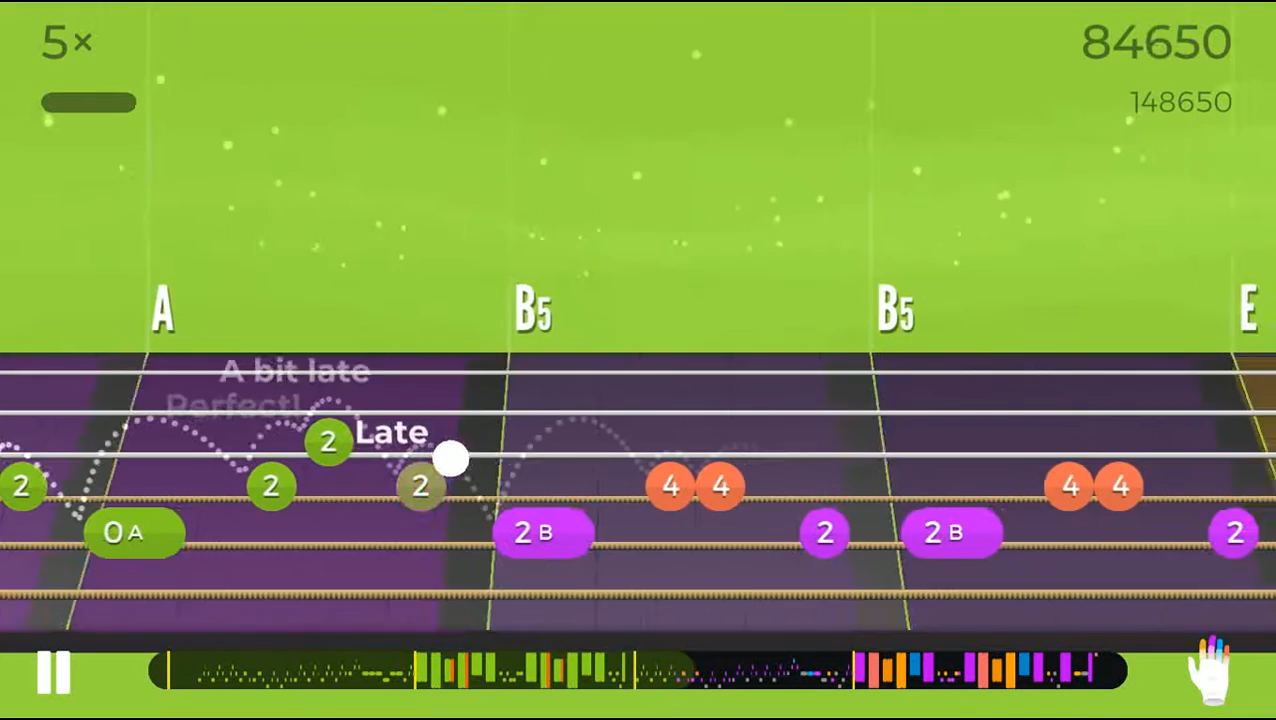 5×
84650
148650
A B5 B5 E
A bit late
Perfect!
Late
2
2 2 2 4 4 4 4
0 A 2 B 2 2 B 2